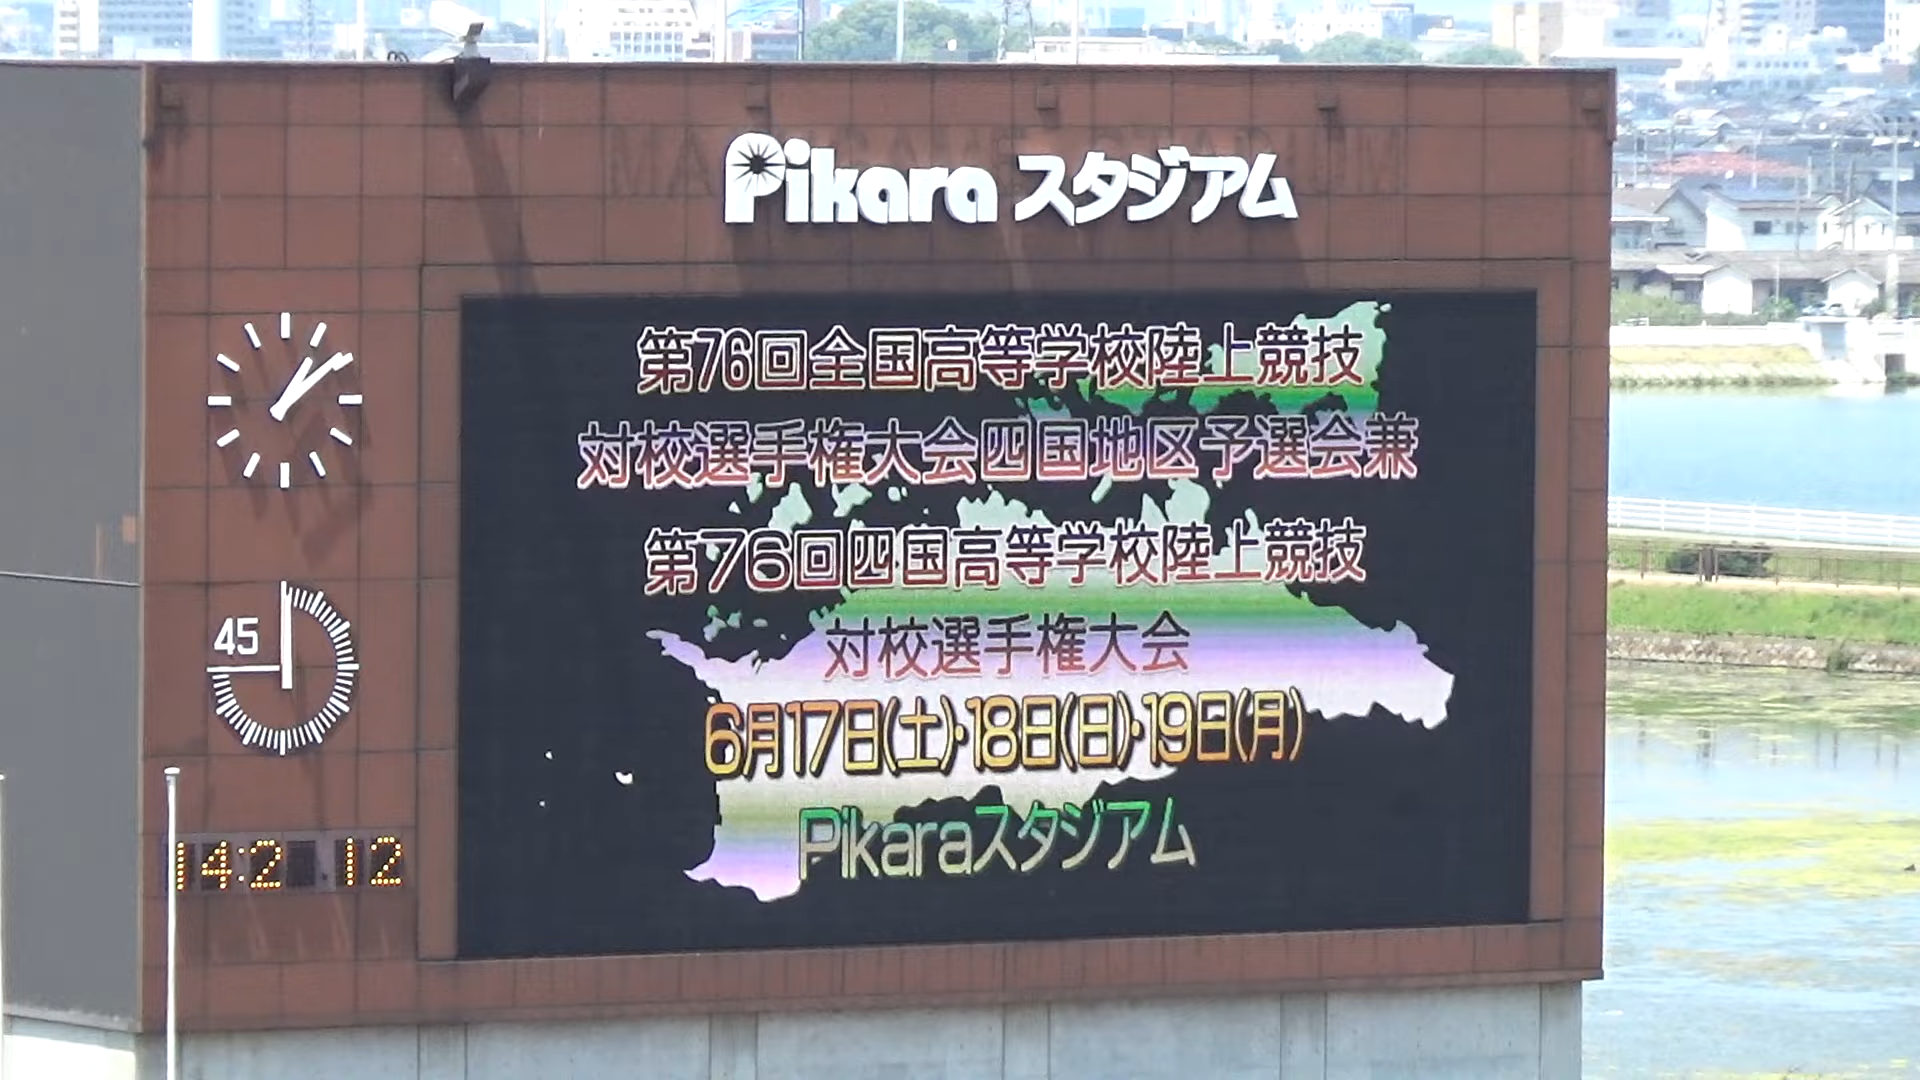 Pikara スタジアム
第76回全国高等学校陸上競技
対校選手権大会四国地区予選会兼
第76回四国高等学校陸上競技
対校選手権大会
6月17日(土)・18日(日)・19日(月)
Pikaraスタジアム
45
14:2 12